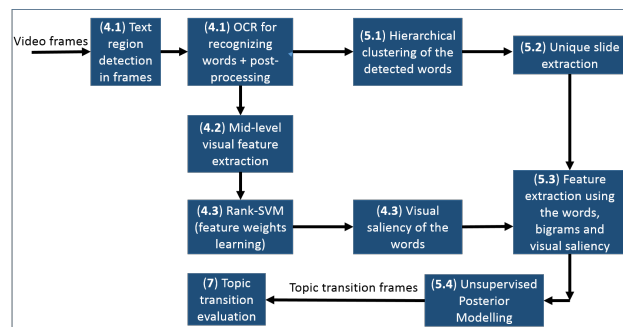 Video frames
(4.1) Text
region
detection
in frames
(4.1) OCR for
recognizing
words + post-
processing)
(5.1) Hierarchical
clustering of the
detected words
(5.2) Unique slide
extraction
(4.2) Mid-level
visual feature
extraction
(4.3) Rank-SVM
(feature weights
learning)
(4.3) Visual
saliency of the
words
(5.3) Feature
extraction using
the words,
bigrams and
visual saliency
(5.4) Unsupervised
Posterior
Modelling
Topic transition frames
(7) Topic
transition
evaluation